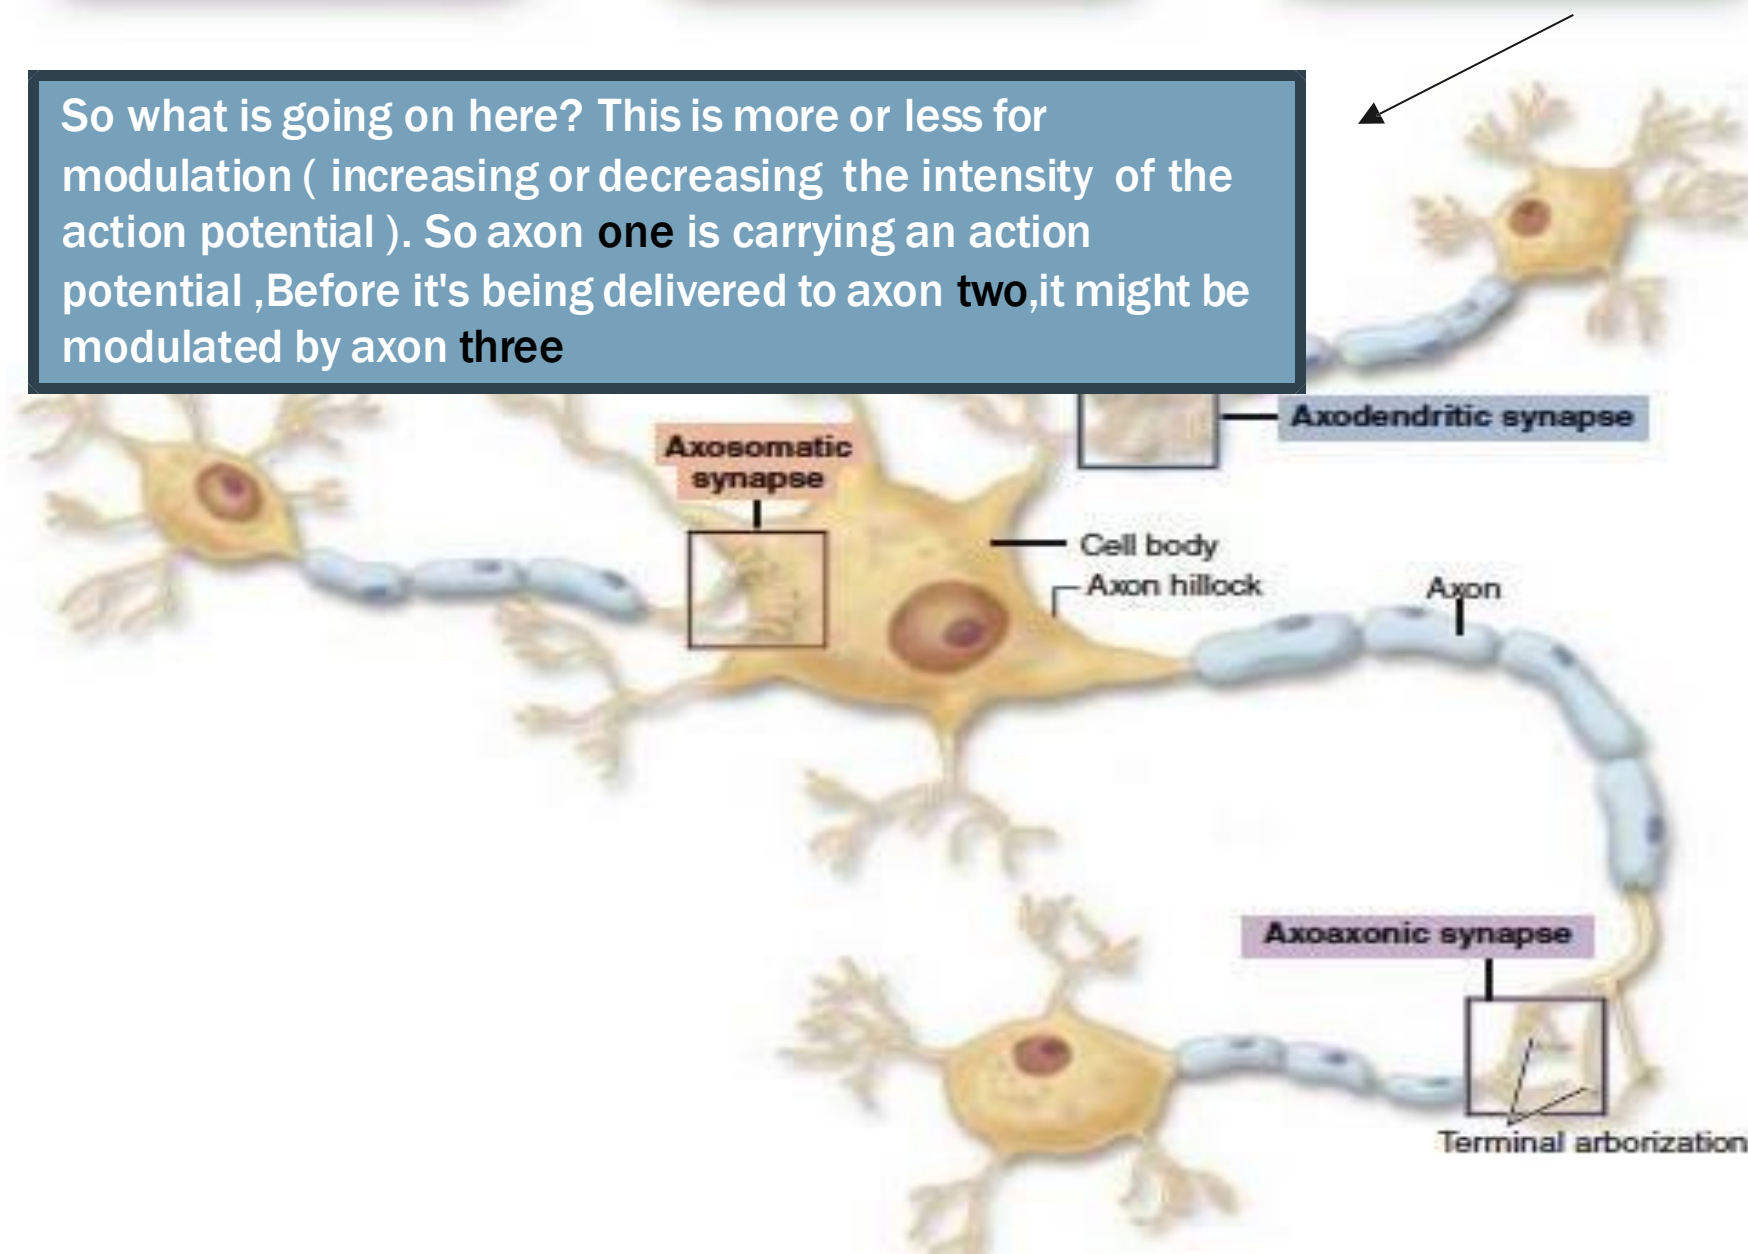 So what is going on here? This is more or less for
modulation ( increasing or decreasing the intensity of the
action potential ). So axon one is carrying an action
potential ,Before it's being delivered to axon two,it might be
modulated by axon three
Axodendritic synapse
Axosomatic
synapse
Cell body
Axon hillock
Axon
Axoaxonic synapse
Terminal arborization